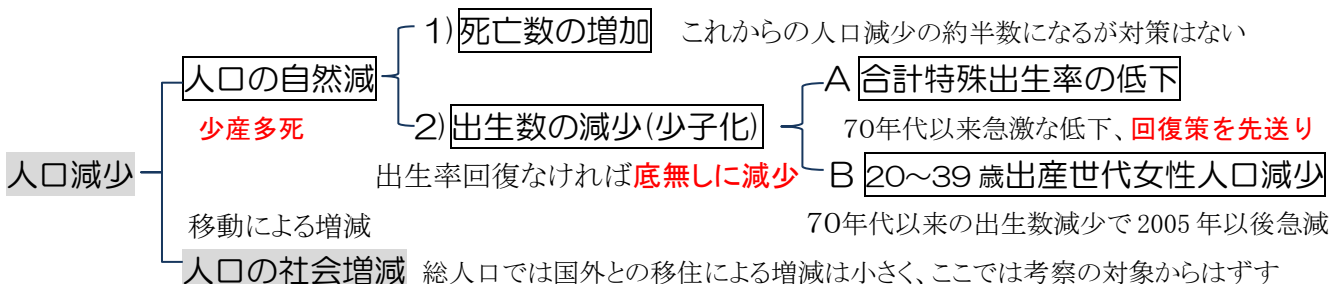 1)死亡数の増加 これからの人口減少の約半数になるが対策はない
人口の自然減 A 合計特殊出生率の低下
少産多死 2)出生数の減少(少子化) 70年代以来急激な低下、回復策を先送り
人口減少 出生率回復なければ底無しに減少 B 20～39歳出産世代女性人口減少
移動による増減 70年代以来の出生数減少で2005年以後急減
人口の社会増減 総人口では国外との移住による増減は小さく、ここでは考察の対象からはずす